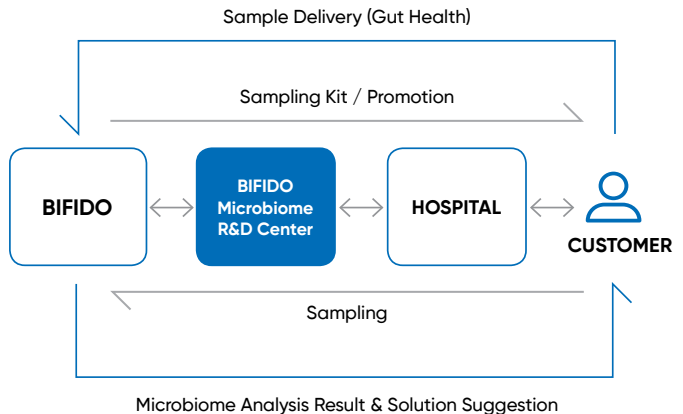 Sample Delivery (Gut Health)
Sampling Kit / Promotion
BIFIDO
BIFIDO
Microbiome
R&D Center
HOSPITAL
CUSTOMER
Sampling
Microbiome Analysis Result & Solution Suggestion